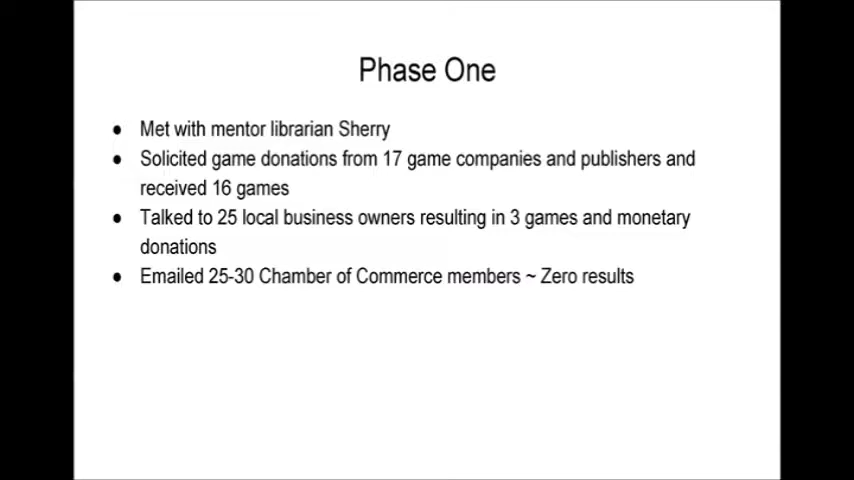 Phase One
● Met with mentor librarian Sherry
● Solicited game donations from 17 game companies and publishers and
received 16 games
● Talked to 25 local business owners resulting in 3 games and monetary
donations
● Emailed 25-30 Chamber of Commerce members ~ Zero results